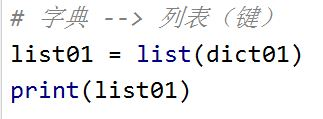 # 字典 --> 列表（键）
list01 = list(dict01)
print(list01)